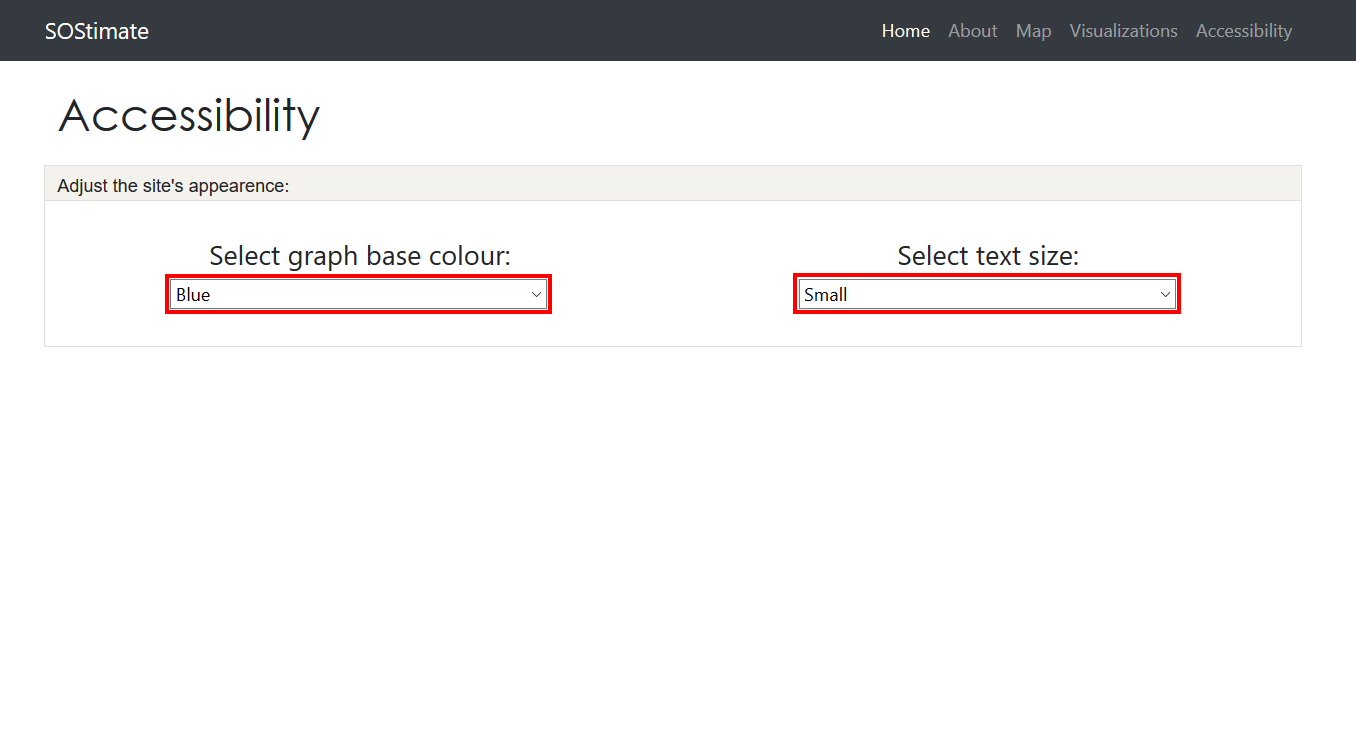 SOStimate Home About Map Visualizations Accessibility
Accessibility
Adjust the site's appearence:
Select graph base colour: Select text size:
Blue Small